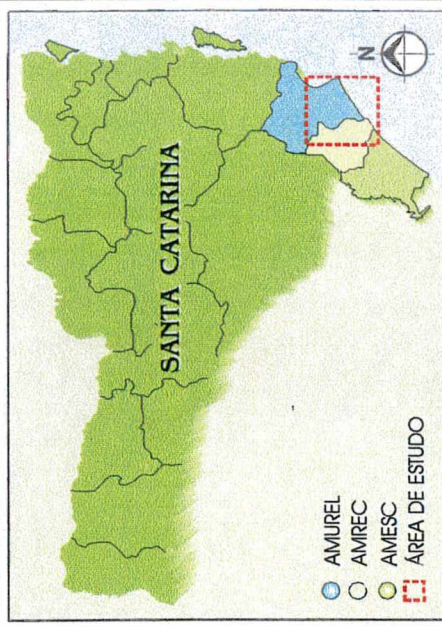 SANTA CATARINA
N
AMUREL
AMREC
AMESC
ÁREA DE ESTUDO